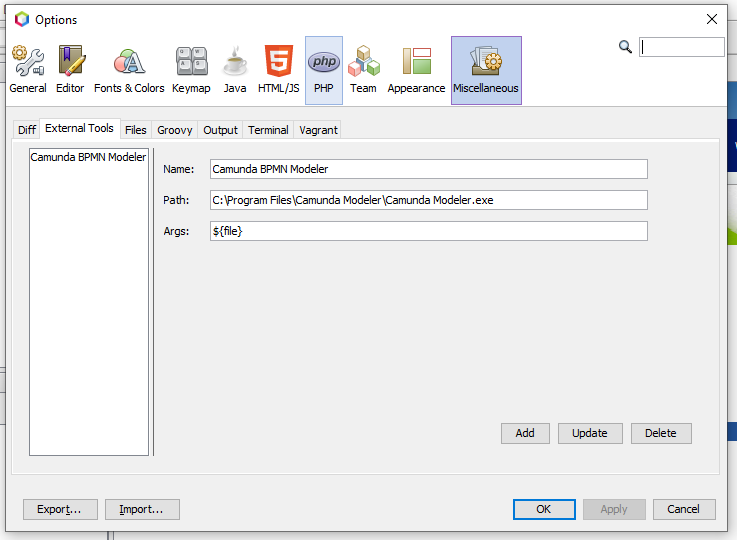 Options
General
Editor
Fonts & Colors
Keymap
Java
HTML/JS
php
PHP
Team
Appearance
Miscellaneous
Diff
External Tools
Files
Groovy
Output
Terminal
Vagrant
Camunda BPMN Modeler
Name:
Camunda BPMN Modeler
Path:
C:\Program Files\Camunda Modeler\Camunda Modeler.exe
Args:
${file}
Add
Update
Delete
Export...
Import...
OK
Apply
Cancel